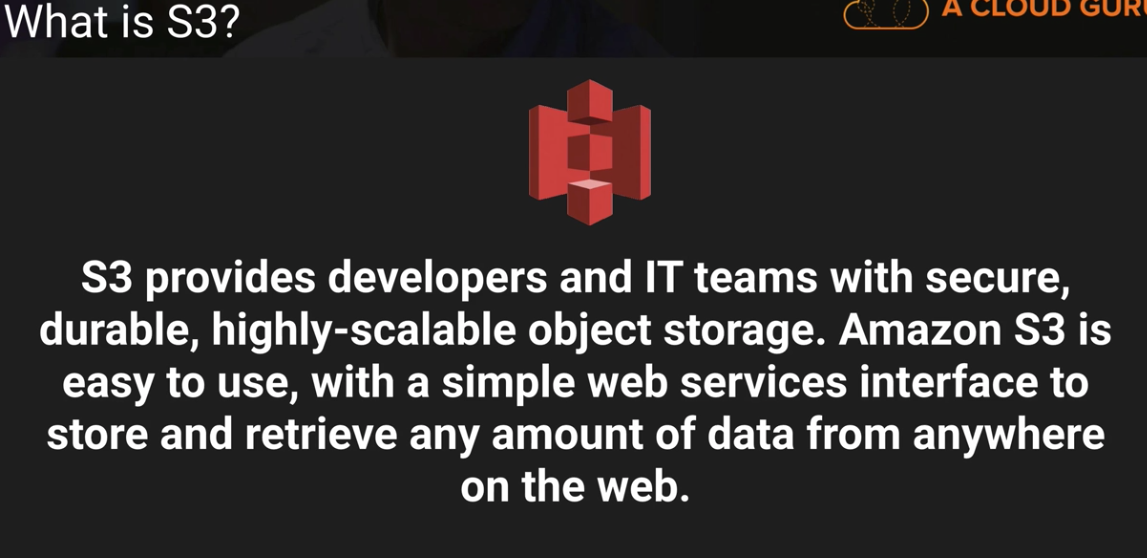 What is S3?
A CLOUD GURU
S3 provides developers and IT teams with secure,
durable, highly-scalable object storage. Amazon S3 is
easy to use, with a simple web services interface to
store and retrieve any amount of data from anywhere
on the web.